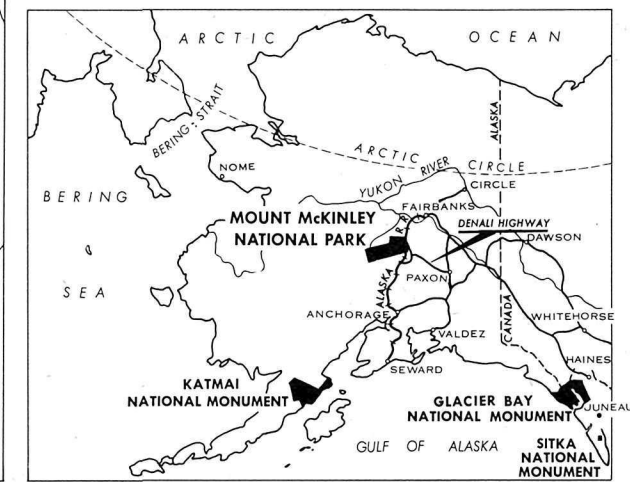 ARCTIC OCEAN
BERING STRAIT
ALASKA
ARCTIC CIRCLE
NOME
YUKON RIVER
CIRCLE
BERING
SEA
FAIRBANKS
MOUNT McKINLEY
NATIONAL PARK
DENALI HIGHWAY
DAWSON
ALASKA R.R.
PAXON
ANCHORAGE
CANADA
WHITEHORSE
VALDEZ
SEWARD
HAINES
KATMAI
NATIONAL MONUMENT
GLACIER BAY
NATIONAL MONUMENT
JUNEAU
GULF OF ALASKA
SITKA
NATIONAL
MONUMENT